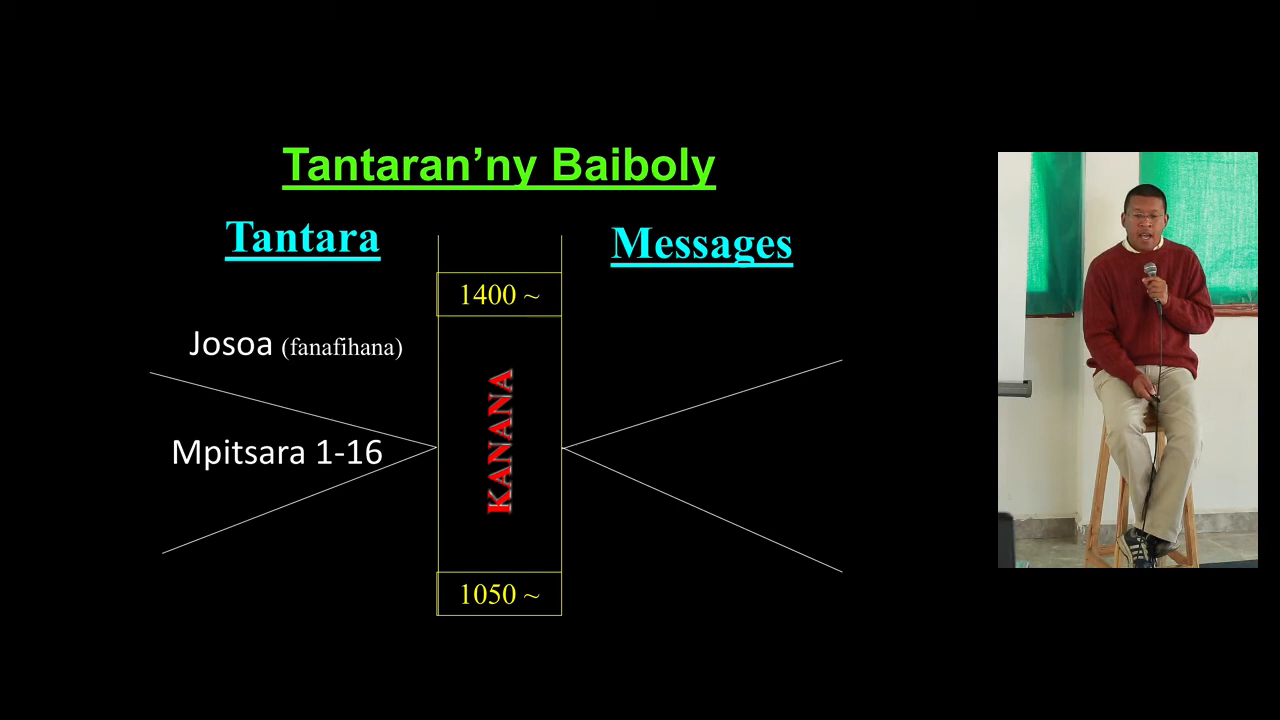 Tantaran’ny Baiboly
Tantara
Messages
1400 ~
Josoa (fanafihana)
KANANA
Mpitsara 1-16
1050 ~